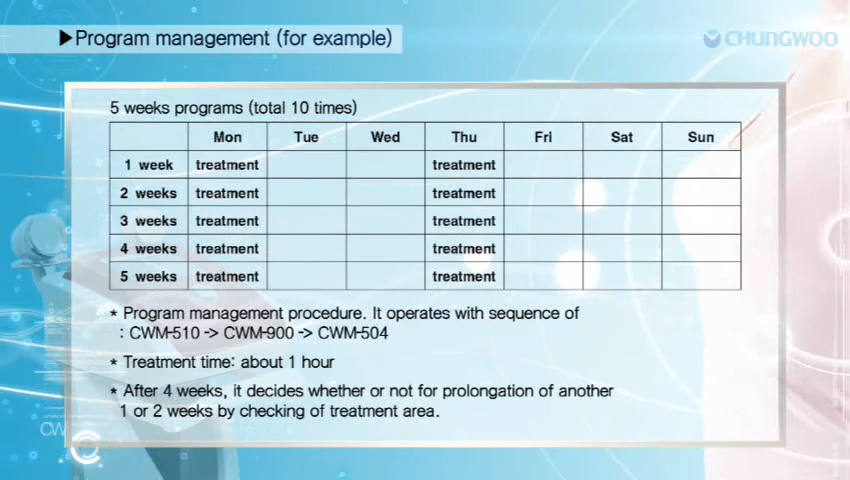 ▶Program management (for example)
CHUNGWOO
5 weeks programs (total 10 times)
Mon Tue Wed Thu Fri Sat Sun
1 week treatment treatment
2 weeks treatment treatment
3 weeks treatment treatment
4 weeks treatment treatment
5 weeks treatment treatment
* Program management procedure. It operates with sequence of
: CWM-510 -> CWM-900 -> CWM-504
* Treatment time: about 1 hour
* After 4 weeks, it decides whether or not for prolongation of another
1 or 2 weeks by checking of treatment area.